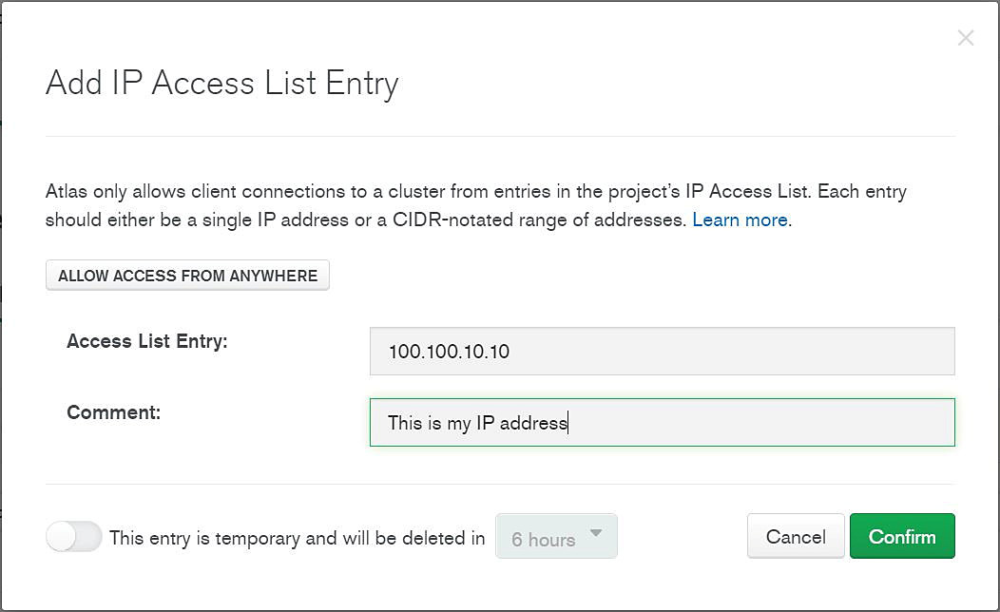 Add IP Access List Entry
Atlas only allows client connections to a cluster from entries in the project's IP Access List. Each entry
should either be a single IP address or a CIDR-notated range of addresses. Learn more.
ALLOW ACCESS FROM ANYWHERE
Access List Entry: 100.100.10.10
Comment: This is my IP address
This entry is temporary and will be deleted in 6 hours Cancel Confirm